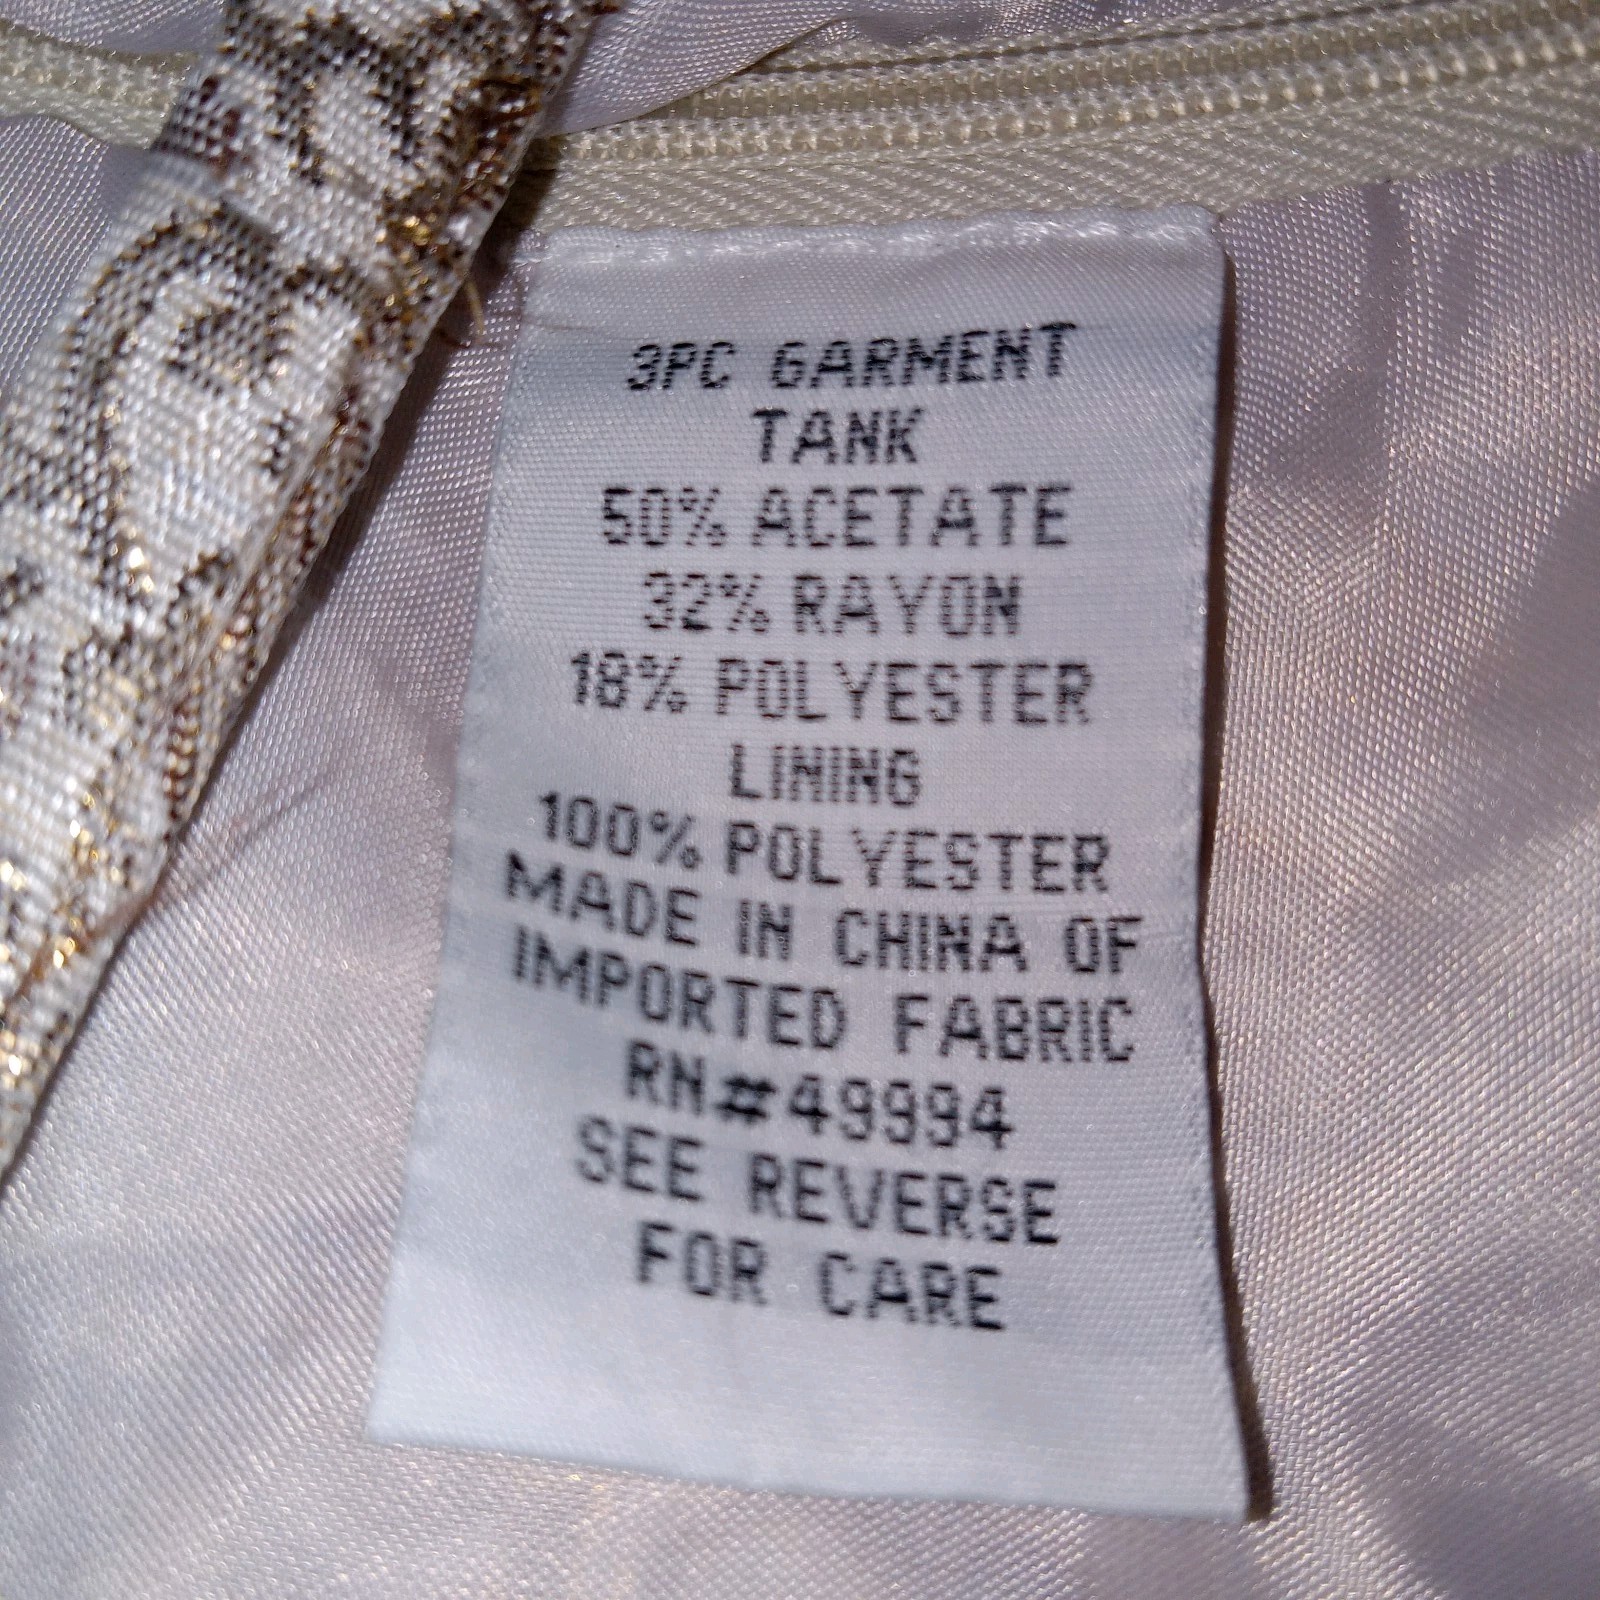 3PC GARMENT
TANK
50% ACETATE
32% RAYON
18% POLYESTER
LINING
100% POLYESTER
MADE IN CHINA OF
IMPORTED FABRIC
RN#49994
SEE REVERSE
FOR CARE